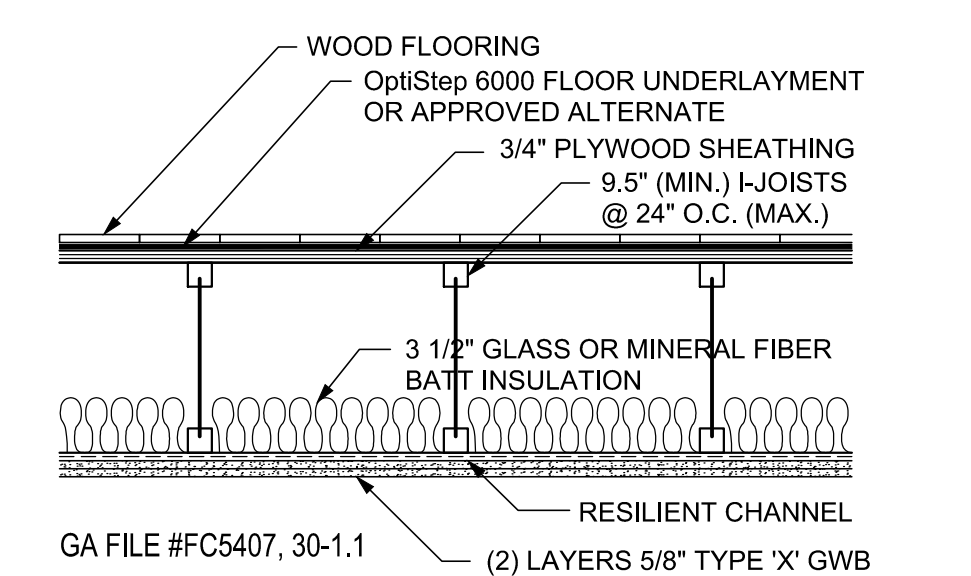 WOOD FLOORING
OptiStep 6000 FLOOR UNDERLAYMENT
OR APPROVED ALTERNATE
3/4" PLYWOOD SHEATHING
9.5" (MIN.) I-JOISTS
@ 24" O.C. (MAX.)
3 1/2" GLASS OR MINERAL FIBER
BATT INSULATION
RESILIENT CHANNEL
GA FILE #FC5407, 30-1.1
(2) LAYERS 5/8" TYPE 'X' GWB